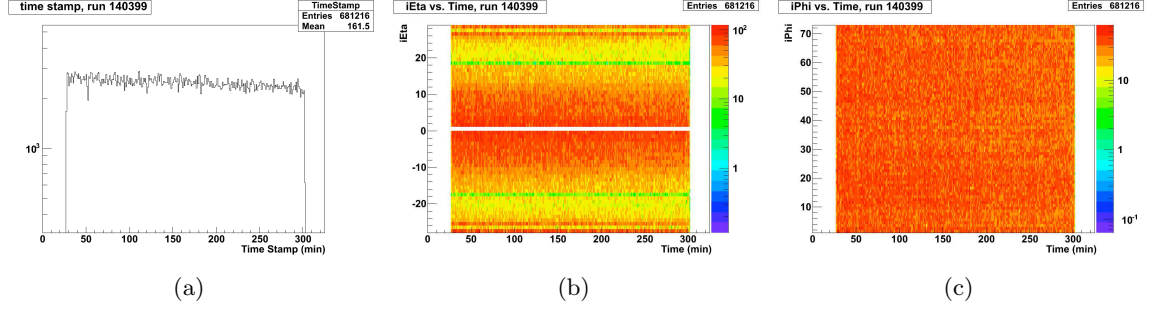 time stamp, run 140399
TimeStamp
Entries 681216
Mean 161.5
10³
0 50 100 150 200 250 300
Time Stamp (min)
(a)
iEta vs. Time, run 140399
Entries 681216
iEta
20
10
0
-10
-20
0 50 100 150 200 250 300
Time (min)
10²
10
1
(b)
iPhi vs. Time, run 140399
Entries 681216
iPhi
70
60
50
40
30
20
10
0 50 100 150 200 250 300
Time (min)
10
1
10⁻¹
(c)